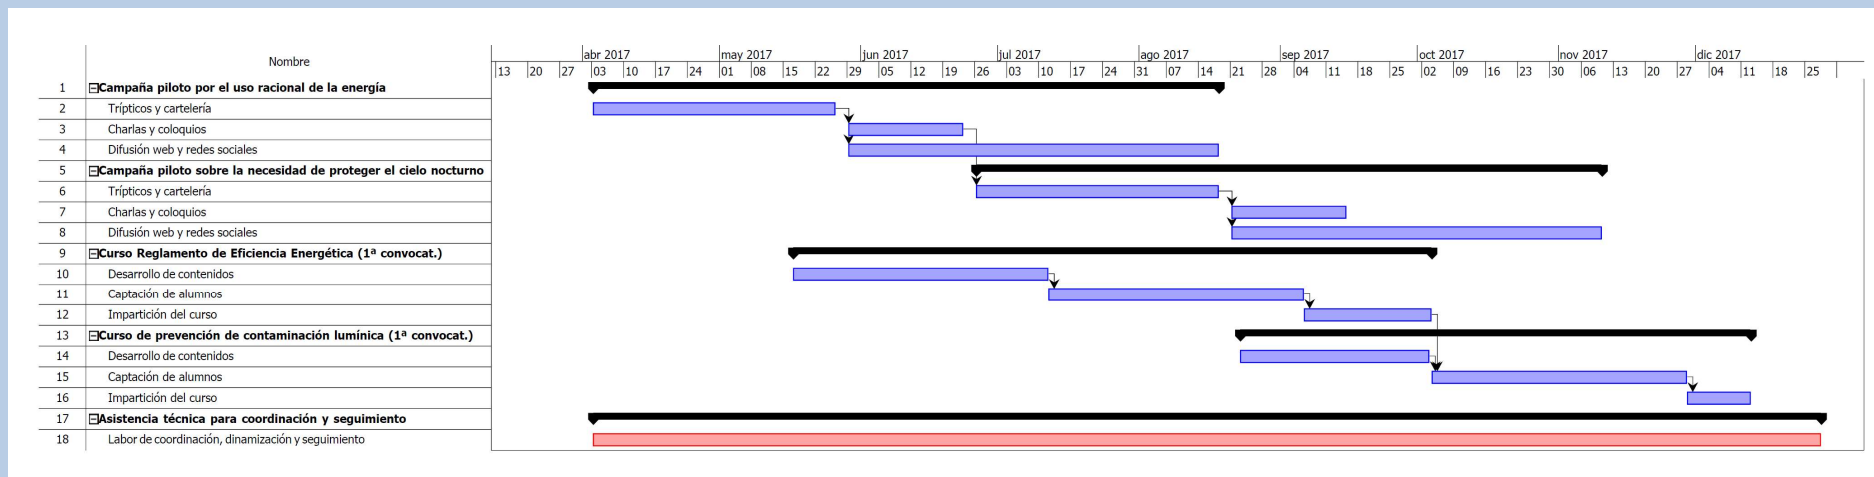 Nombre
abr 2017 may 2017 jun 2017 jul 2017 ago 2017 sep 2017 oct 2017 nov 2017 dic 2017
13 20 27 03 10 17 24 01 08 15 22 29 05 12 19 26 03 10 17 24 31 07 14 21 28 04 11 18 25 02 09 16 23 30 06 13 20 27 04 11 18 25
1 Campaña piloto por el uso racional de la energía
2 Trípticos y cartelería
3 Charlas y coloquios
4 Difusión web y redes sociales
5 Campaña piloto sobre la necesidad de proteger el cielo nocturno
6 Trípticos y cartelería
7 Charlas y coloquios
8 Difusión web y redes sociales
9 Curso Reglamento de Eficiencia Energética (1ª convocat.)
10 Desarrollo de contenidos
11 Captación de alumnos
12 Impartición del curso
13 Curso de prevención de contaminación lumínica (1ª convocat.)
14 Desarrollo de contenidos
15 Captación de alumnos
16 Impartición del curso
17 Asistencia técnica para coordinación y seguimiento
18 Labor de coordinación, dinamización y seguimiento